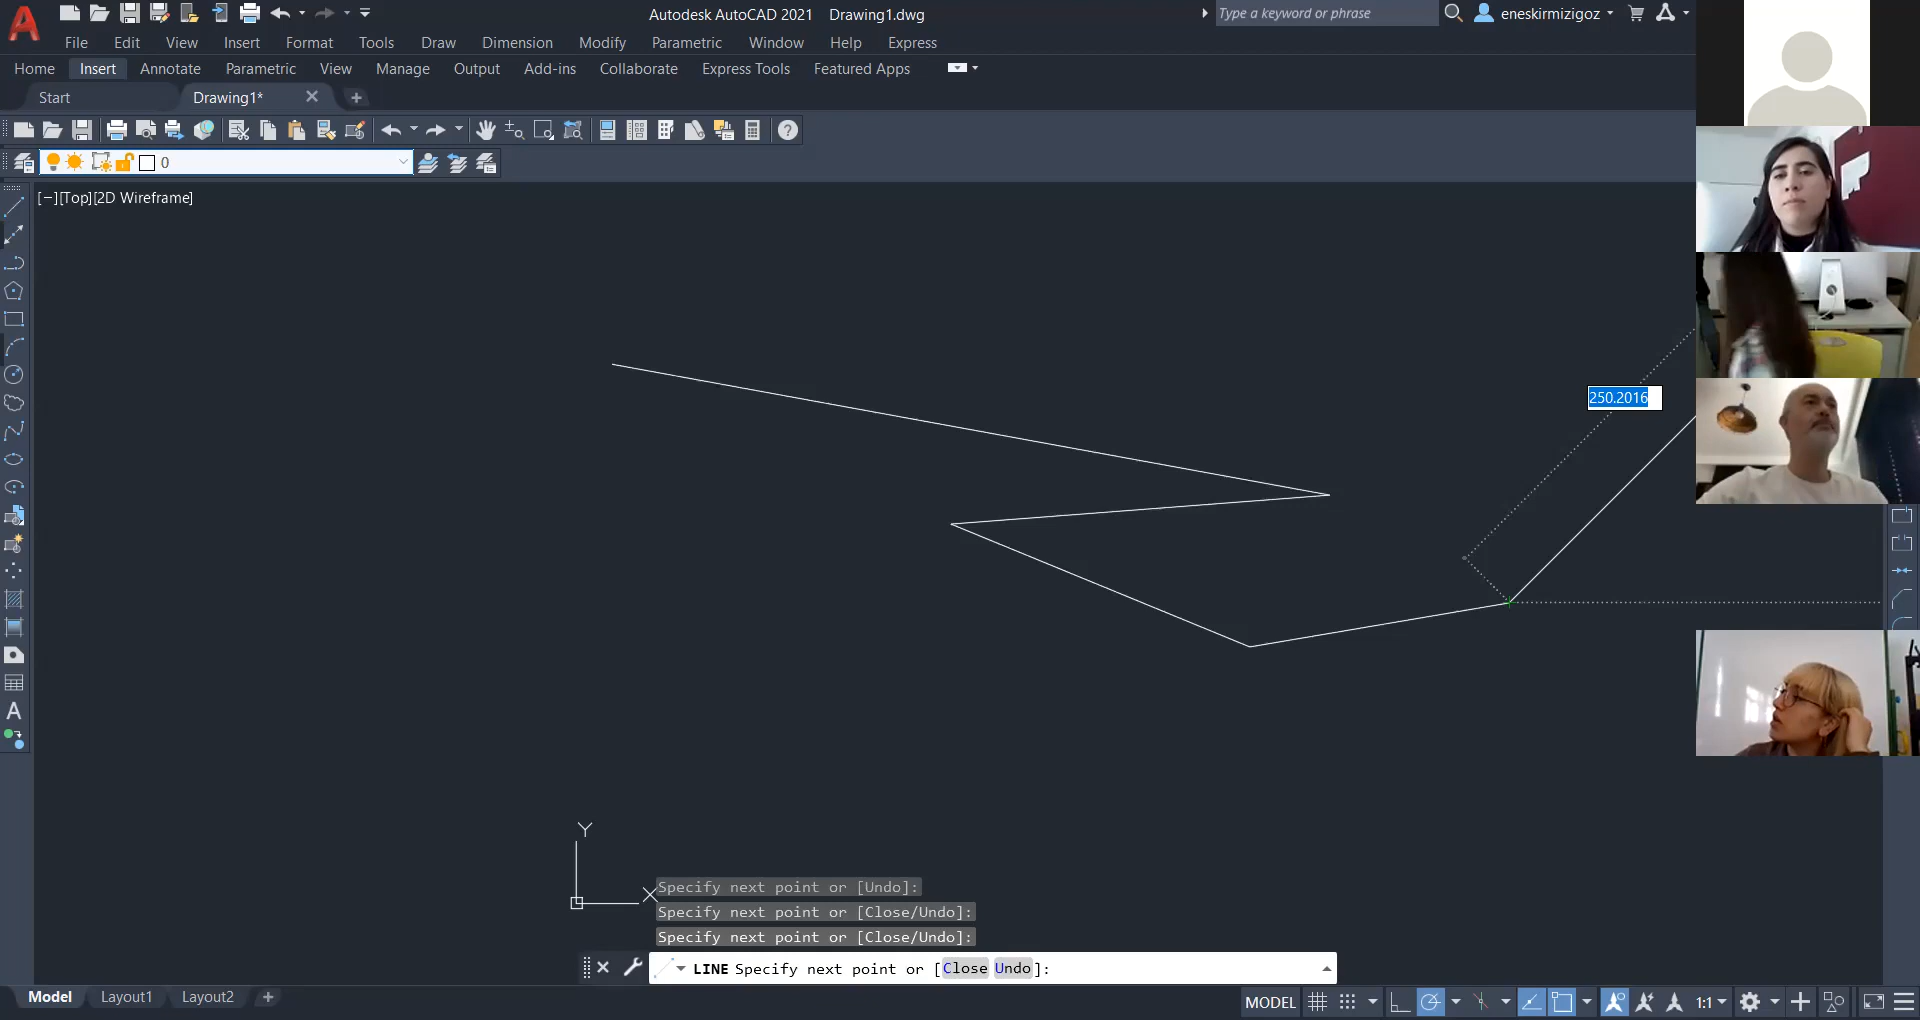 Autodesk AutoCAD 2021 Drawing1.dwg
Type a keyword or phrase
eneskirmizigoz
File Edit View Insert Format Tools Draw Dimension Modify Parametric Window Help Express
Home Insert Annotate Parametric View Manage Output Add-ins Collaborate Express Tools Featured Apps
Start Drawing1*
0
[−][Top][2D Wireframe]
250.2016
Y
X
Specify next point or [Undo]:
Specify next point or [Close/Undo]:
Specify next point or [Close/Undo]:
LINE Specify next point or [Close Undo]:
Model Layout1 Layout2
MODEL 1:1